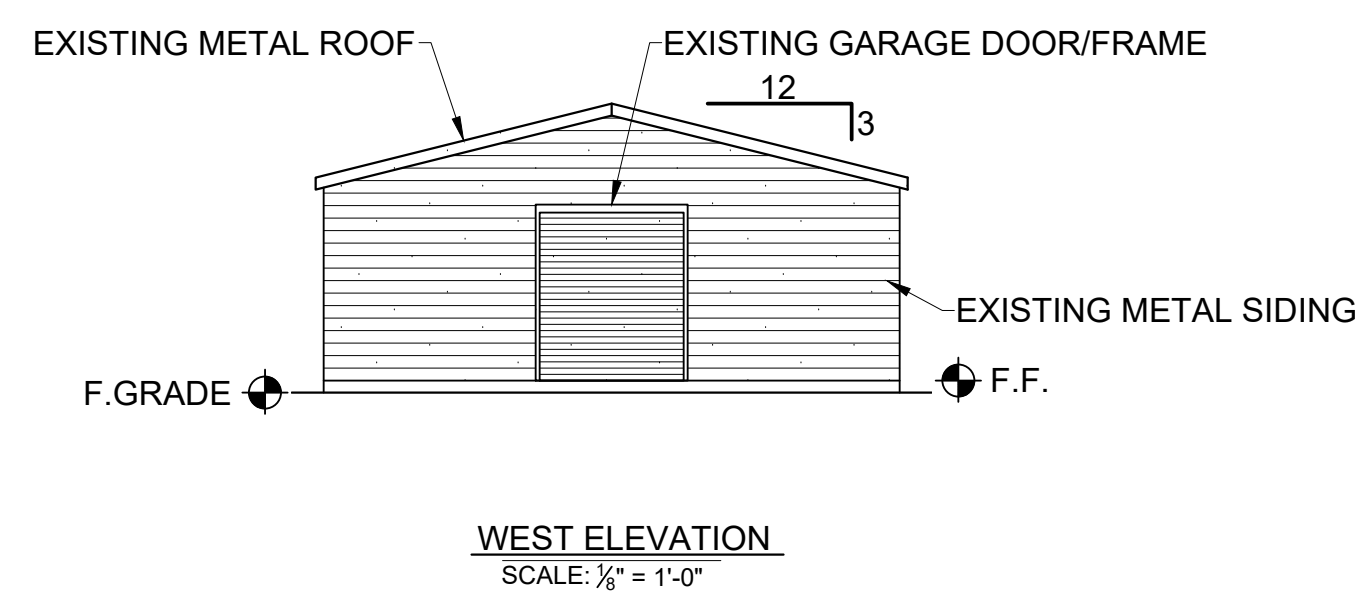 EXISTING METAL ROOF
EXISTING GARAGE DOOR/FRAME
12
3
EXISTING METAL SIDING
F.GRADE
F.F.
WEST ELEVATION
SCALE: ⅛" = 1'-0"